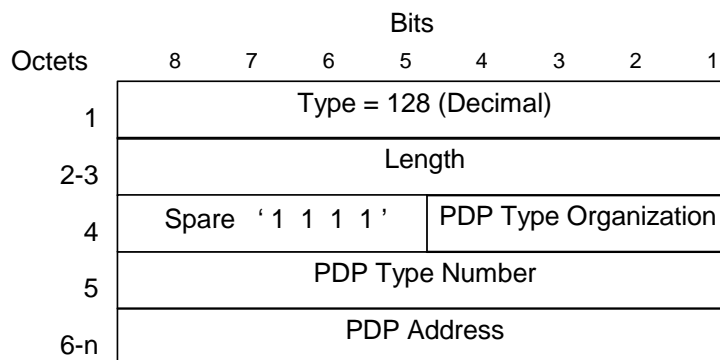 Bits
Octets 8 7 6 5 4 3 2 1
1 Type = 128 (Decimal)
2-3 Length
4 Spare ‘ 1 1 1 1 ’ PDP Type Organization
5 PDP Type Number
6-n PDP Address